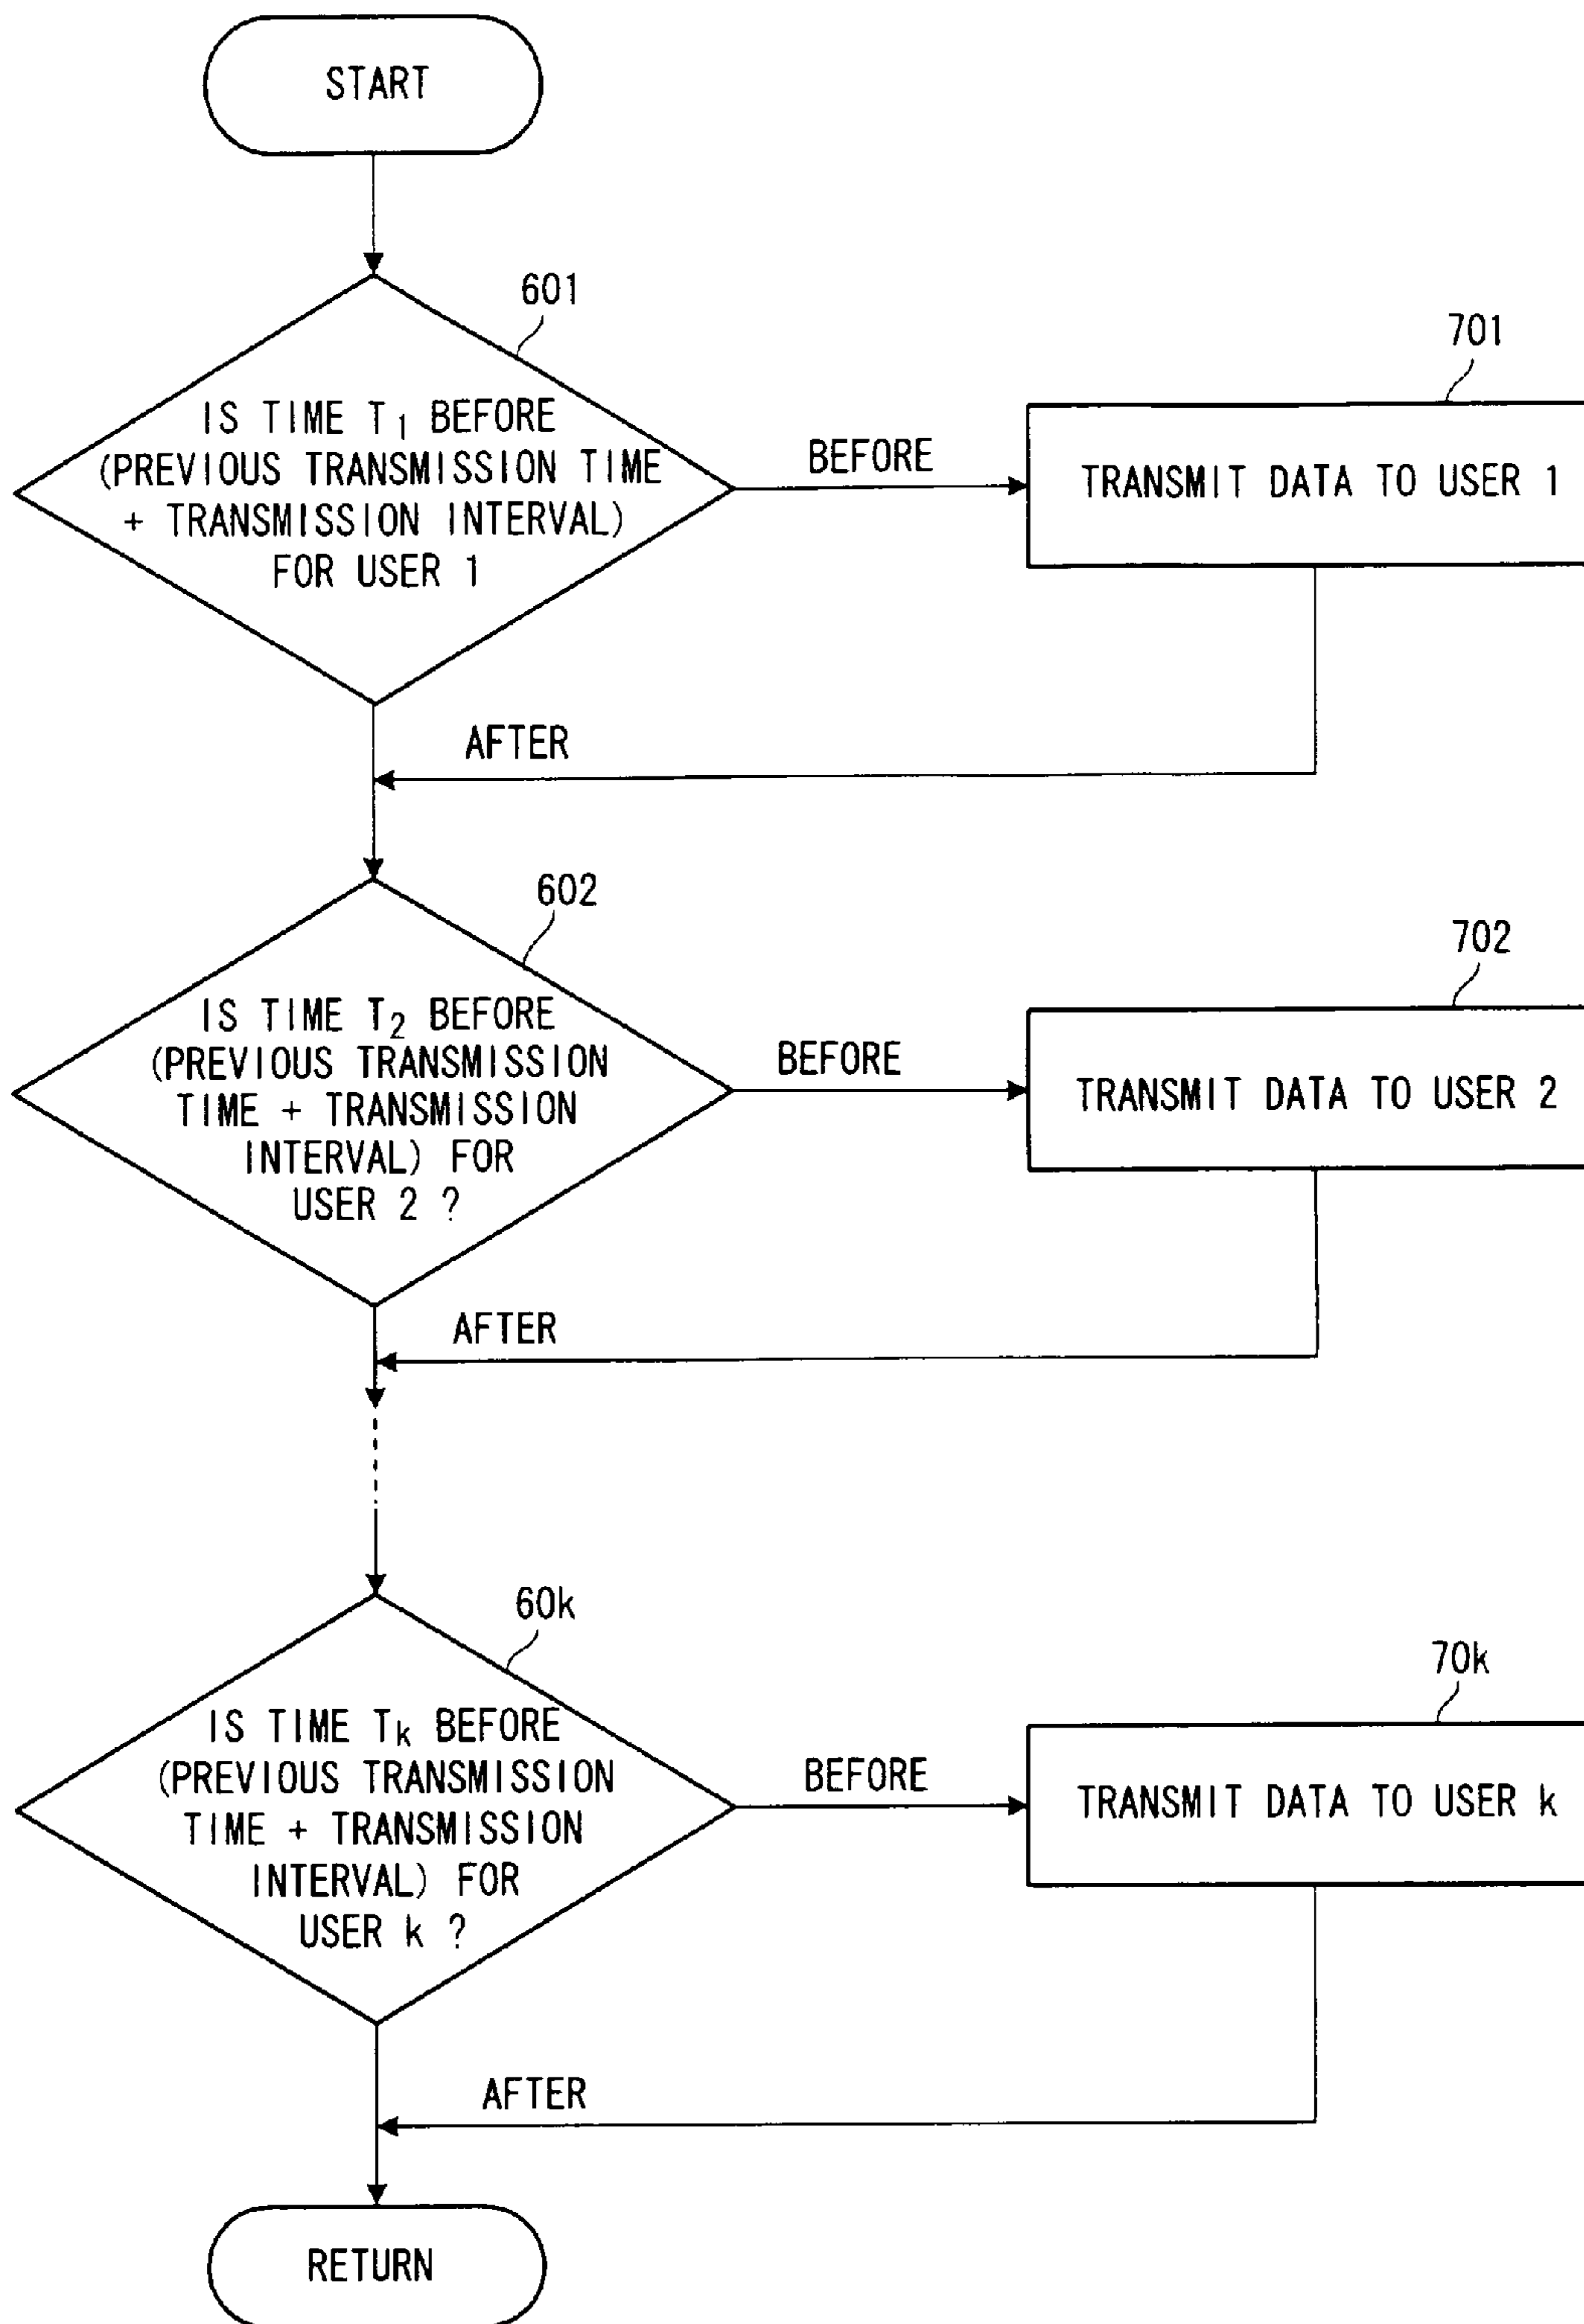 START
601
IS TIME T₁ BEFORE
(PREVIOUS TRANSMISSION TIME
+ TRANSMISSION INTERVAL)
FOR USER 1
BEFORE
701
TRANSMIT DATA TO USER 1
AFTER
602
IS TIME T₂ BEFORE
(PREVIOUS TRANSMISSION
TIME + TRANSMISSION
INTERVAL) FOR
USER 2 ?
BEFORE
702
TRANSMIT DATA TO USER 2
AFTER
60k
IS TIME Tₖ BEFORE
(PREVIOUS TRANSMISSION
TIME + TRANSMISSION
INTERVAL) FOR
USER k ?
BEFORE
70k
TRANSMIT DATA TO USER k
AFTER
RETURN